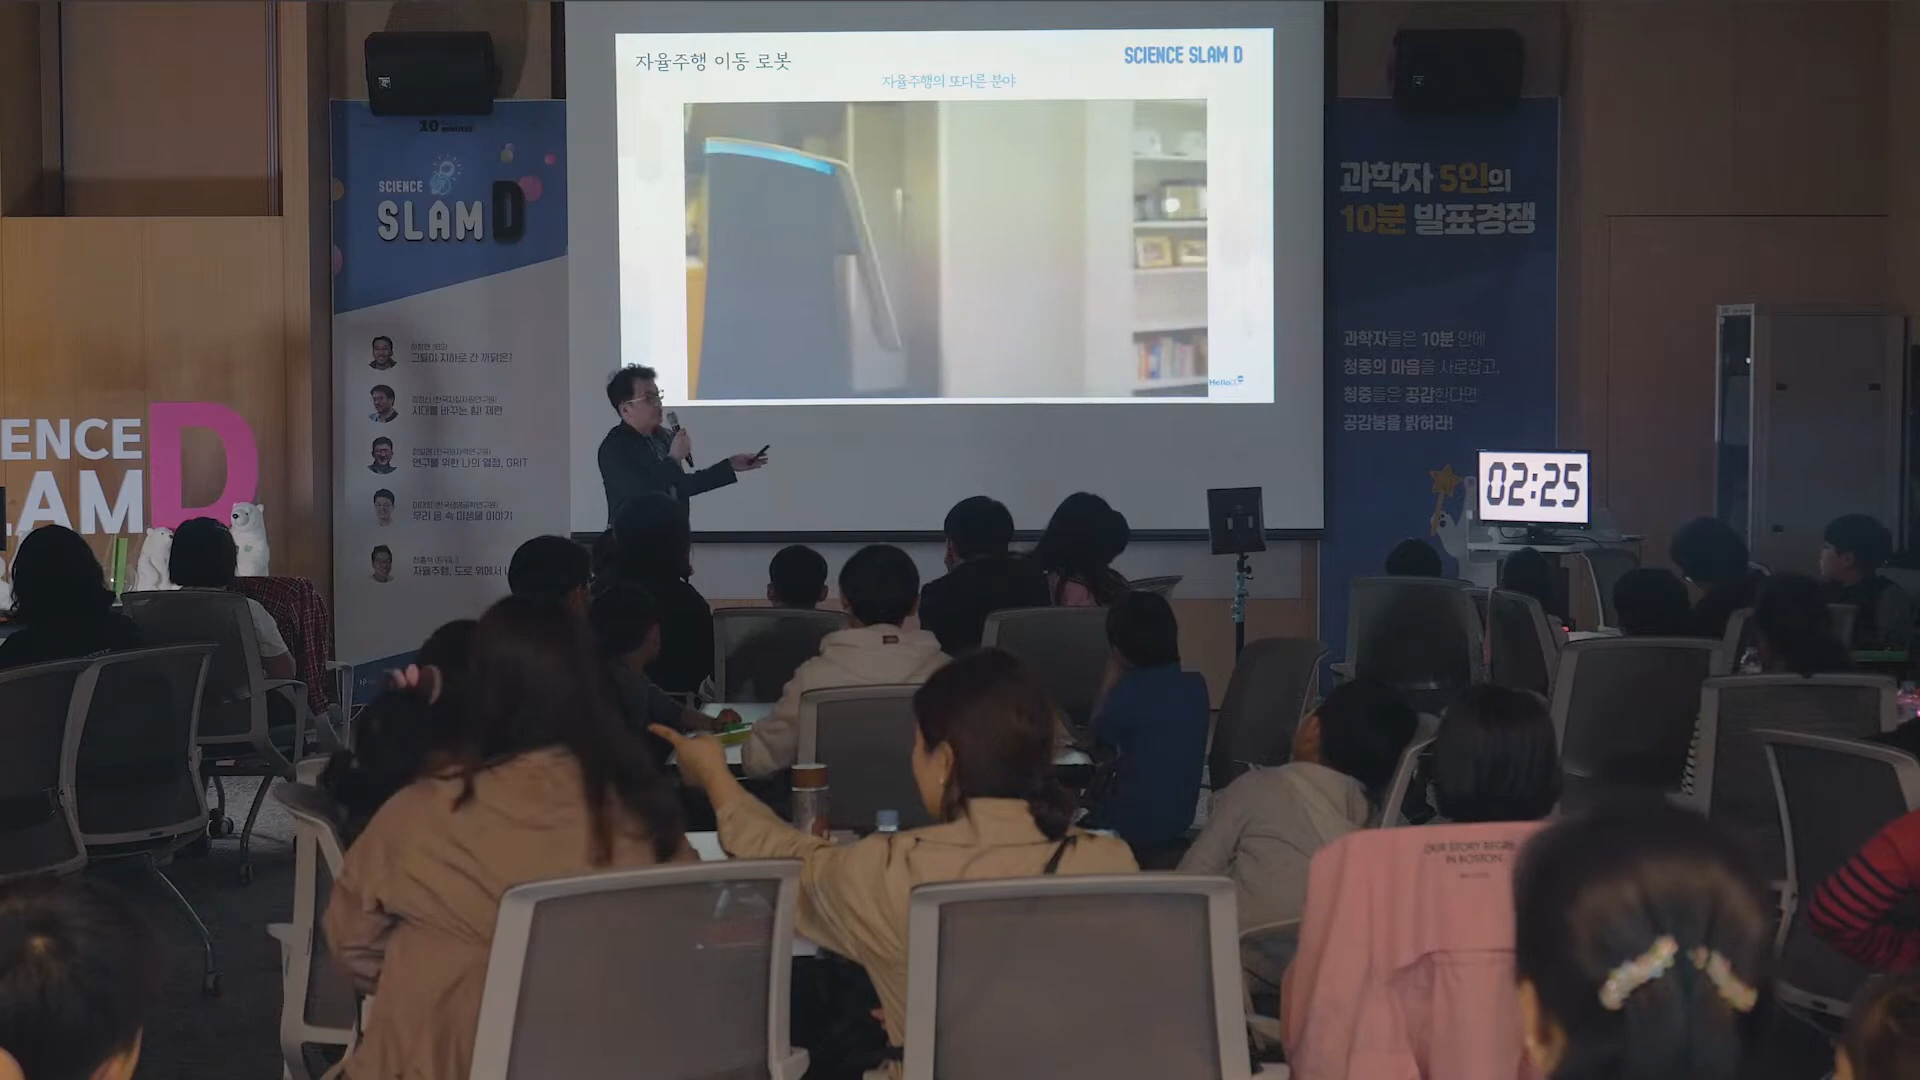 자율주행 이동 로봇
SCIENCE SLAM D
자율주행의 또다른 분야
10
SCIENCE
SLAM D
그들이 지하로 간 까닭은?
시대를 바꾸는 힘! 제련
연구를 위한 나의 열정, GRIT
우리 몸 속 미생물 이야기
자율주행, 도로 위에서
과학자 5인의
10분 발표경쟁
과학자들은 10분 안에
청중의 마음을 사로잡고,
청중들은 공감한다면
공감봉을 밝혀라!
02:25
ENCE
LAM D
OUR STORY BEGINS
IN BOSTON